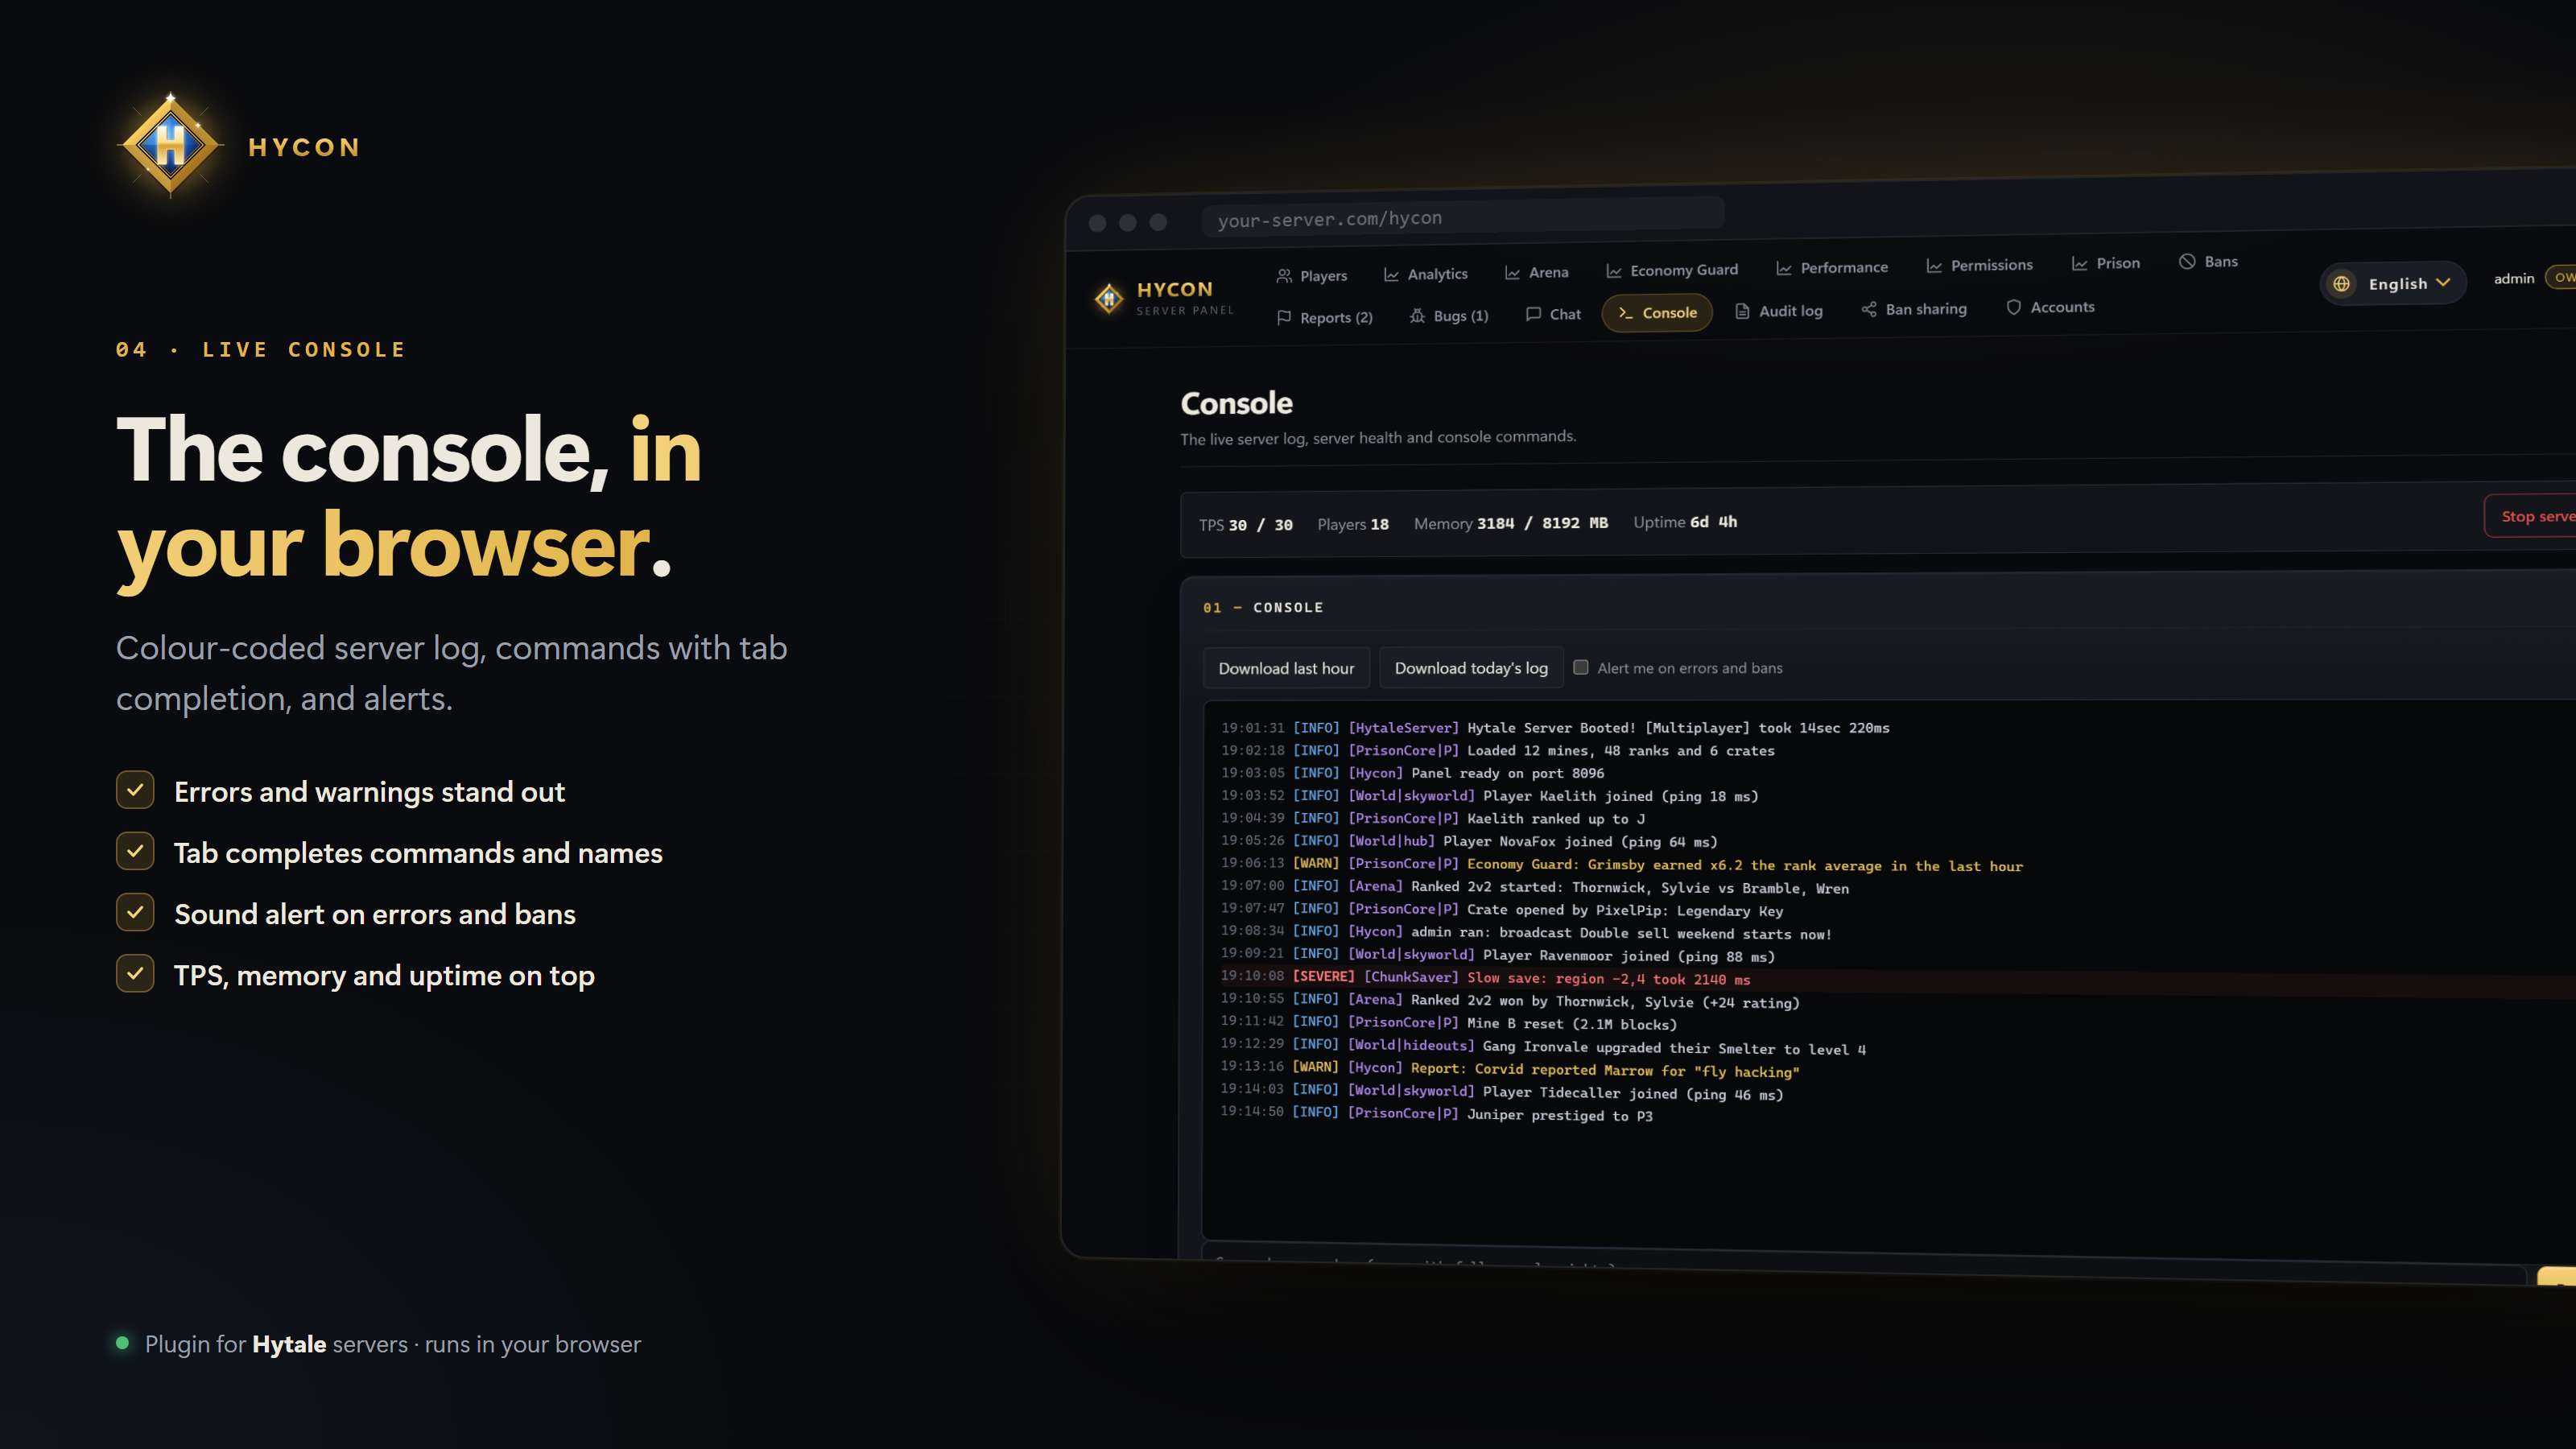 HYCON
04 · LIVE CONSOLE
The console, in
your browser.
Colour-coded server log, commands with tab
completion, and alerts.
Errors and warnings stand out
Tab completes commands and names
Sound alert on errors and bans
TPS, memory and uptime on top
Plugin for Hytale servers · runs in your browser
your-server.com/hycon
HYCON
SERVER PANEL
Players Analytics Arena Economy Guard Performance Permissions Prison Bans
Reports (2) Bugs (1) Chat Console Audit log Ban sharing Accounts
English
admin
Console
The live server log, server health and console commands.
TPS 30 / 30 Players 18 Memory 3184 / 8192 MB Uptime 6d 4h
Stop serve
01 – CONSOLE
Download last hour Download today's log Alert me on errors and bans
19:01:31 [INFO] [HytaleServer] Hytale Server Booted! [Multiplayer] took 14sec 220ms
19:02:18 [INFO] [PrisonCore|P] Loaded 12 mines, 48 ranks and 6 crates
19:03:05 [INFO] [Hycon] Panel ready on port 8096
19:03:52 [INFO] [World|skyworld] Player Kaelith joined (ping 18 ms)
19:04:39 [INFO] [PrisonCore|P] Kaelith ranked up to J
19:05:26 [INFO] [World|hub] Player NovaFox joined (ping 64 ms)
19:06:13 [WARN] [PrisonCore|P] Economy Guard: Grimsby earned x6.2 the rank average in the last hour
19:07:00 [INFO] [Arena] Ranked 2v2 started: Thornwick, Sylvie vs Bramble, Wren
19:07:47 [INFO] [PrisonCore|P] Crate opened by PixelPip: Legendary Key
19:08:34 [INFO] [Hycon] admin ran: broadcast Double sell weekend starts now!
19:09:21 [INFO] [World|skyworld] Player Ravenmoor joined (ping 88 ms)
19:10:08 [SEVERE] [ChunkSaver] Slow save: region -2,4 took 2140 ms
19:10:55 [INFO] [Arena] Ranked 2v2 won by Thornwick, Sylvie (+24 rating)
19:11:42 [INFO] [PrisonCore|P] Mine B reset (2.1M blocks)
19:12:29 [INFO] [World|hideouts] Gang Ironvale upgraded their Smelter to level 4
19:13:16 [WARN] [Hycon] Report: Corvid reported Marrow for "fly hacking"
19:14:03 [INFO] [World|skyworld] Player Tidecaller joined (ping 46 ms)
19:14:50 [INFO] [PrisonCore|P] Juniper prestiged to P3